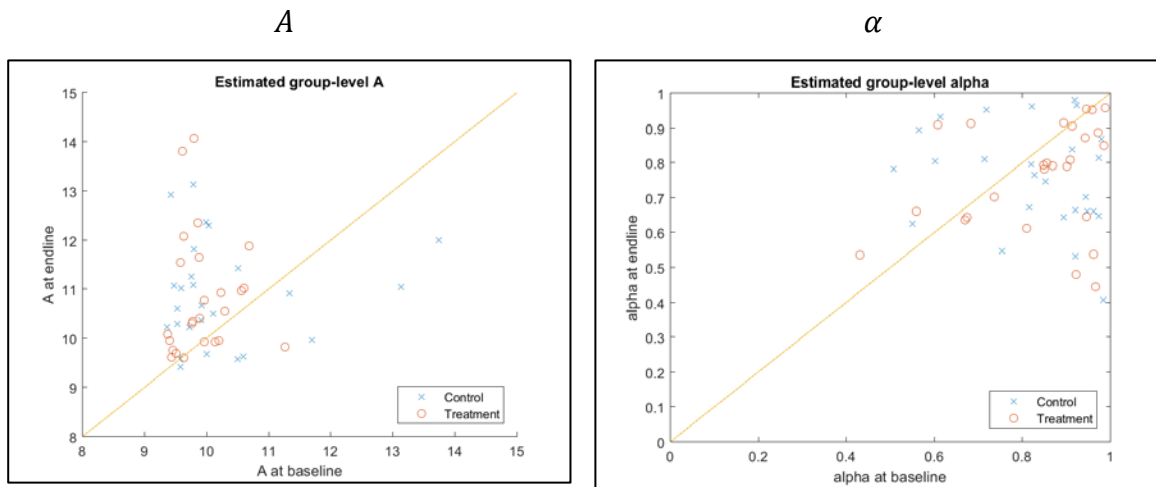 A
α
Estimated group-level A
15
14
13
12
11
10
9
8
8
9
10
11
12
13
14
15
A at endline
A at baseline
Control
Treatment
Estimated group-level alpha
1
0.9
0.8
0.7
0.6
0.5
0.4
0.3
0.2
0.1
0
0
0.2
0.4
0.6
0.8
1
alpha at endline
alpha at baseline
Control
Treatment